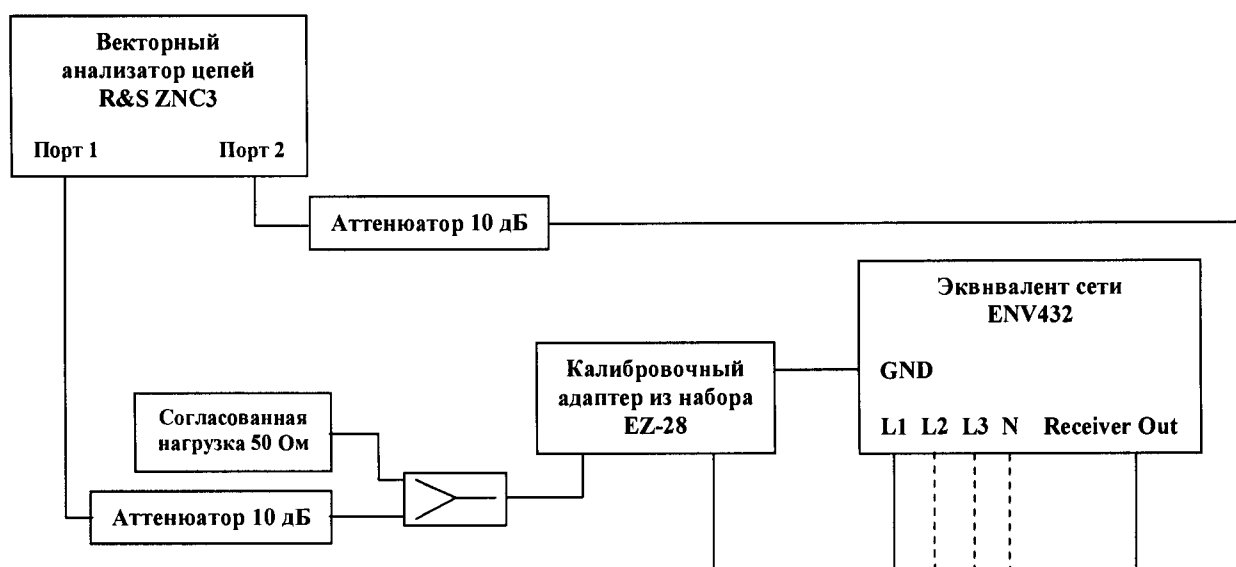 Векторный
анализатор цепей
R&S ZNC3
Порт 1 Порт 2
Аттенюатор 10 дБ
Эквивалент сети
ENV432
GND
L1 L2 L3 N Receiver Out
Калибровочный
адаптер из набора
EZ-28
Согласованная
нагрузка 50 Ом
Аттенюатор 10 дБ